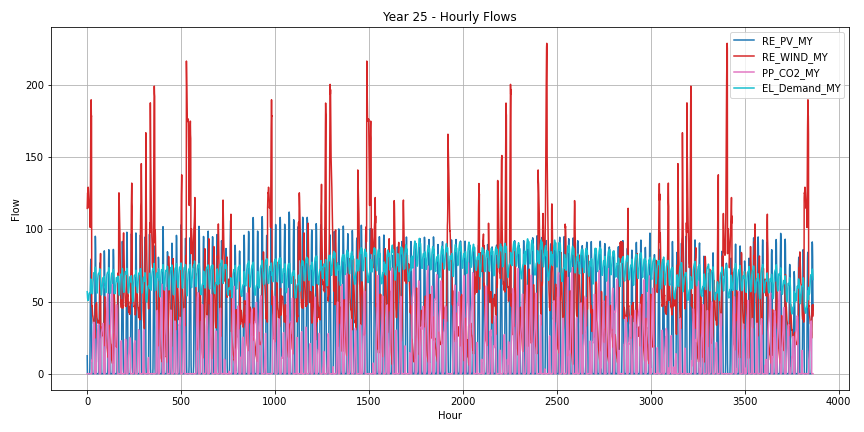 Year 25 - Hourly Flows
RE_PV_MY
RE_WIND_MY
PP_CO2_MY
EL_Demand_MY
200
150
100
50
0
Flow
0 500 1000 1500 2000 2500 3000 3500 4000
Hour